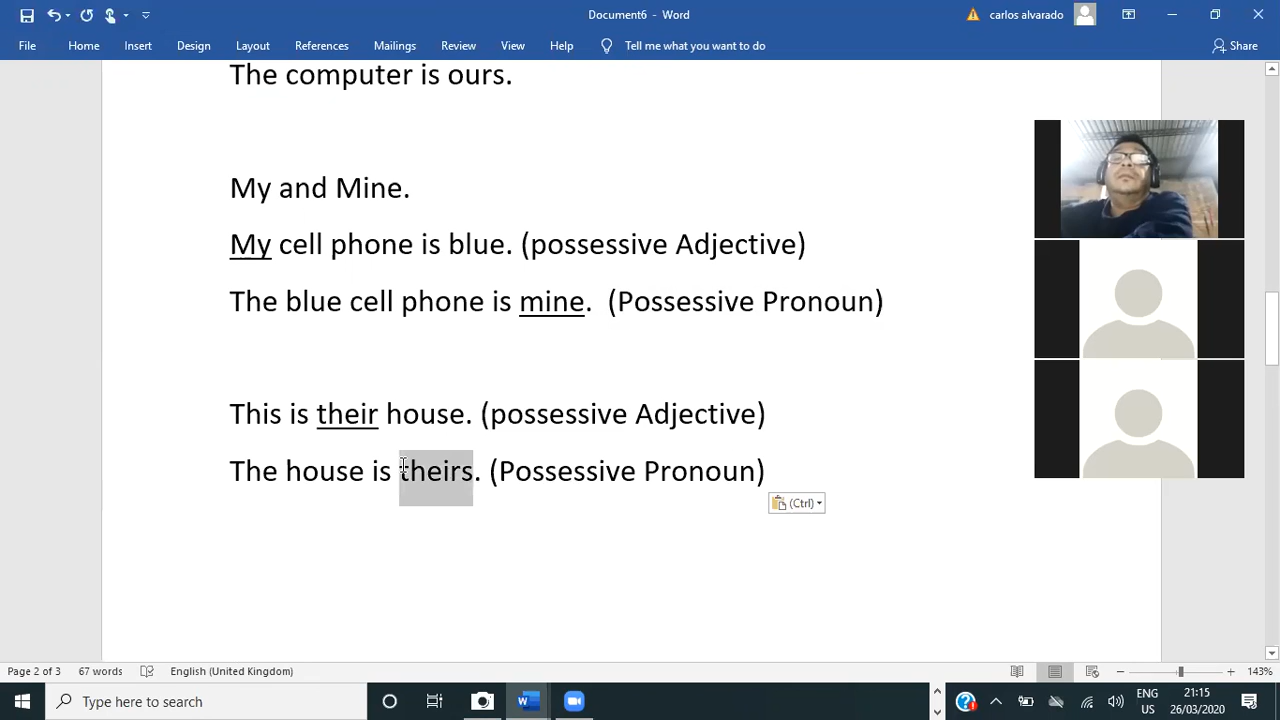 Document6 - Word
carlos alvarado
File Home Insert Design Layout References Mailings Review View Help Tell me what you want to do Share
The computer is ours.
My and Mine.
My cell phone is blue. (possessive Adjective)
The blue cell phone is mine. (Possessive Pronoun)
This is their house. (possessive Adjective)
The house is theirs. (Possessive Pronoun)
(Ctrl)
Page 2 of 3 67 words English (United Kingdom) 143%
Type here to search
ENG 21:15
US 26/03/2020